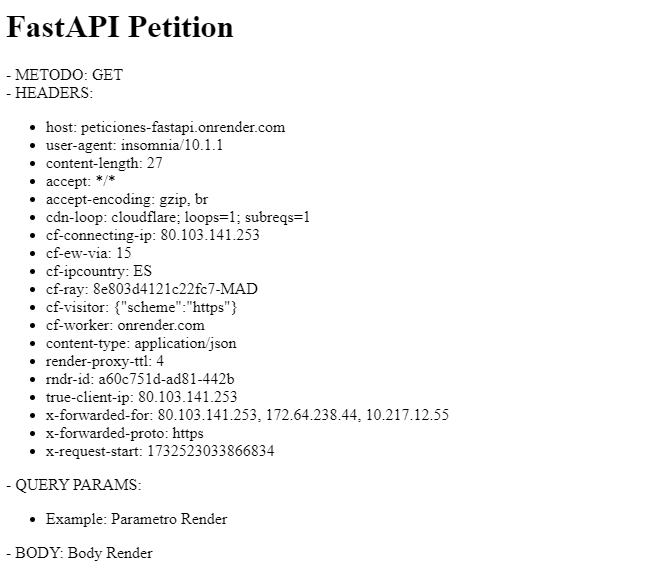 FastAPI Petition
- METODO: GET
- HEADERS:
• host: peticiones-fastapi.onrender.com
• user-agent: insomnia/10.1.1
• content-length: 27
• accept: */*
• accept-encoding: gzip, br
• cdn-loop: cloudflare; loops=1; subreqs=1
• cf-connecting-ip: 80.103.141.253
• cf-ew-via: 15
• cf-ipcountry: ES
• cf-ray: 8e803d4121c22fc7-MAD
• cf-visitor: {"scheme":"https"}
• cf-worker: onrender.com
• content-type: application/json
• render-proxy-ttl: 4
• rndr-id: a60c751d-ad81-442b
• true-client-ip: 80.103.141.253
• x-forwarded-for: 80.103.141.253, 172.64.238.44, 10.217.12.55
• x-forwarded-proto: https
• x-request-start: 1732523033866834
- QUERY PARAMS:
• Example: Parametro Render
- BODY: Body Render